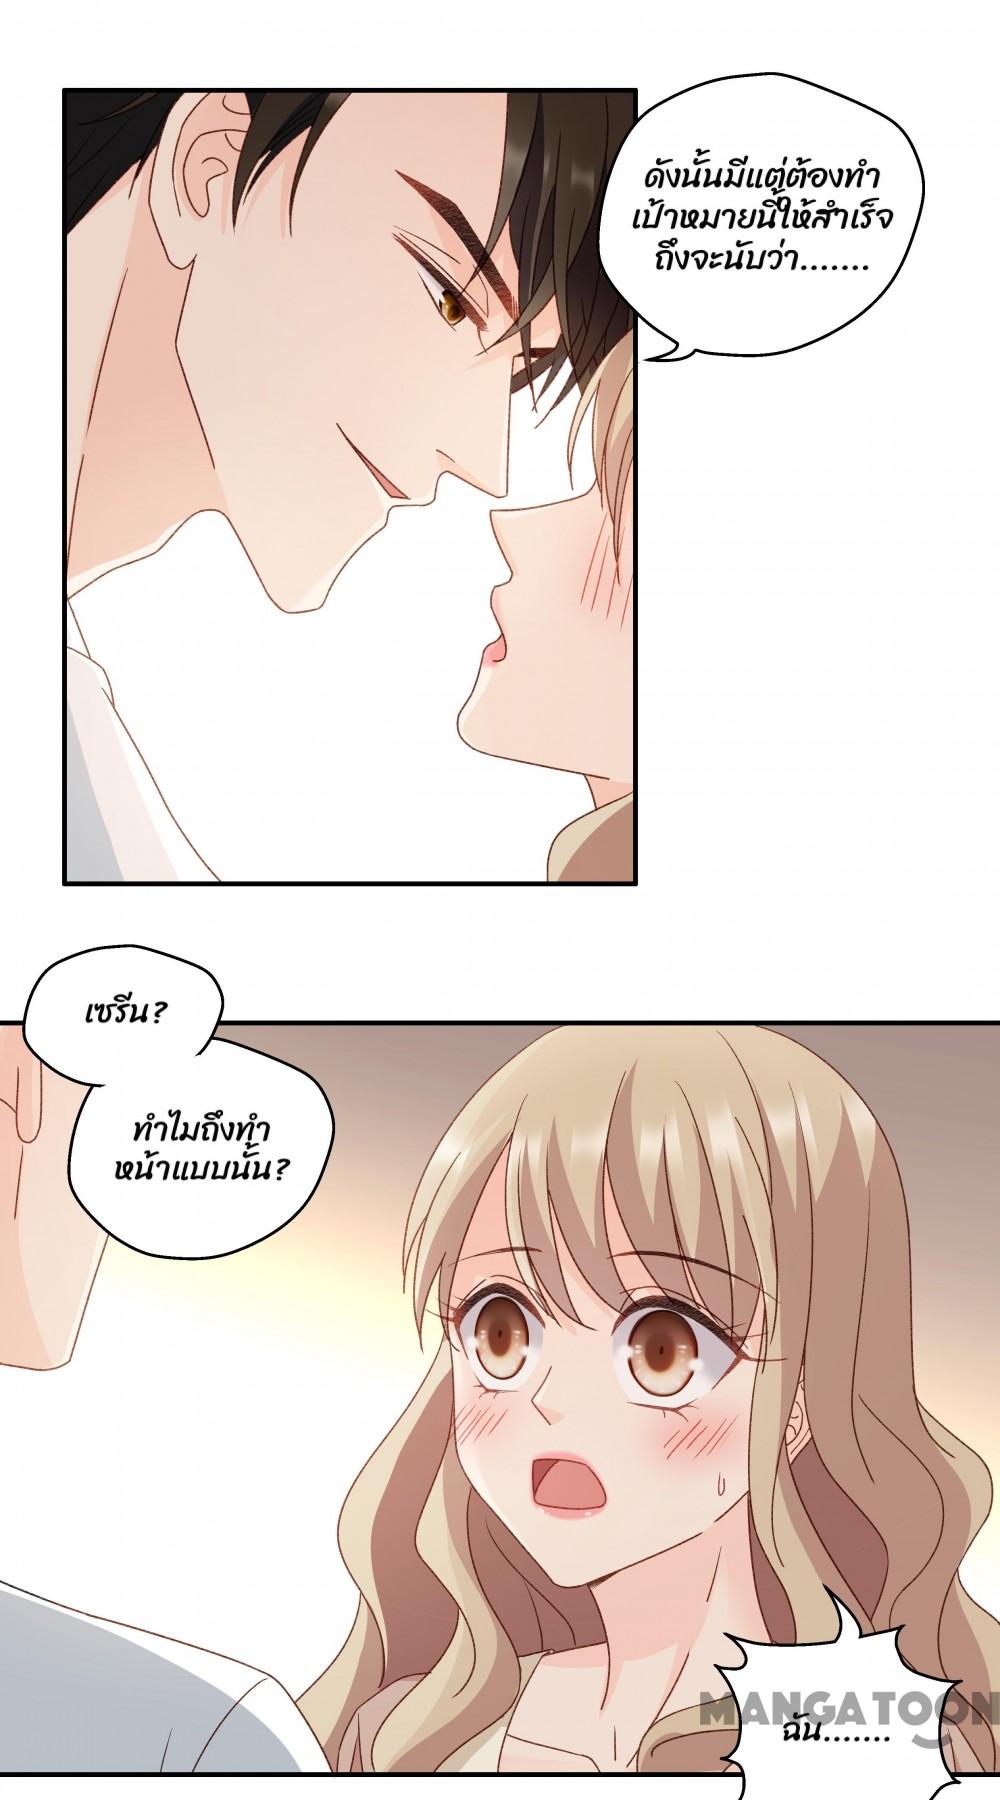 ดังนั้นมีแต่ต้องทำ
เป้าหมายนี้ให้สำเร็จ
ถึงจะนับว่า.......
เซรีน?
ทำไมถึงทำ
หน้าแบบนั้น?
ฉัน.......
MANGATOON